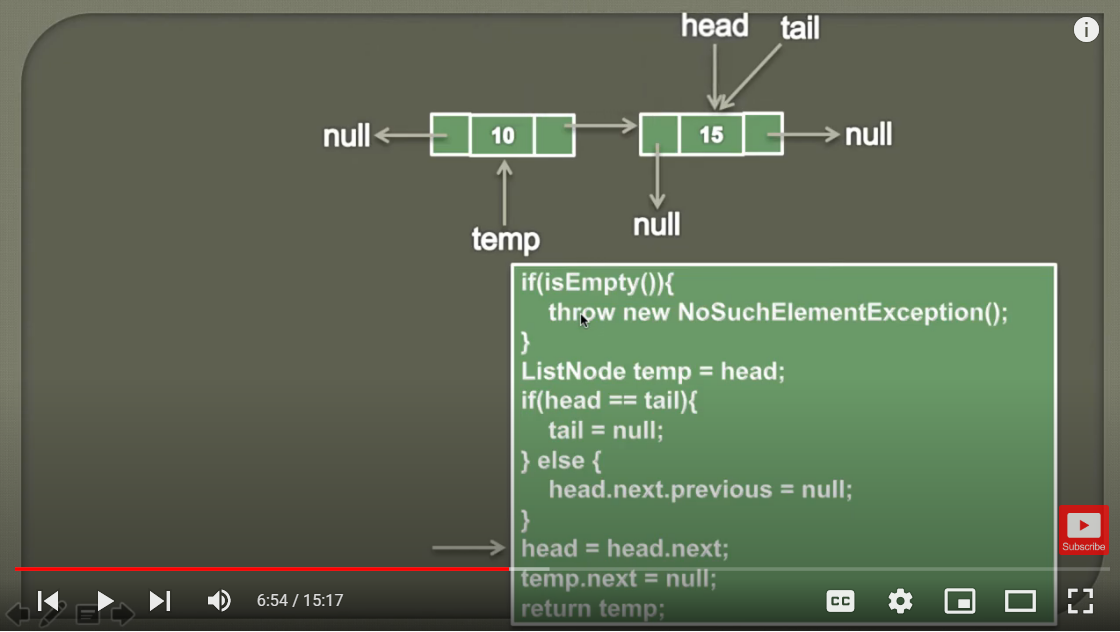 head tail
null 10 15 null
null
temp
if(isEmpty()){
throw new NoSuchElementException();
}
ListNode temp = head;
if(head == tail){
tail = null;
} else {
head.next.previous = null;
}
head = head.next;
temp.next = null;
return temp;
Subscribe
6:54 / 15:17
CC
i